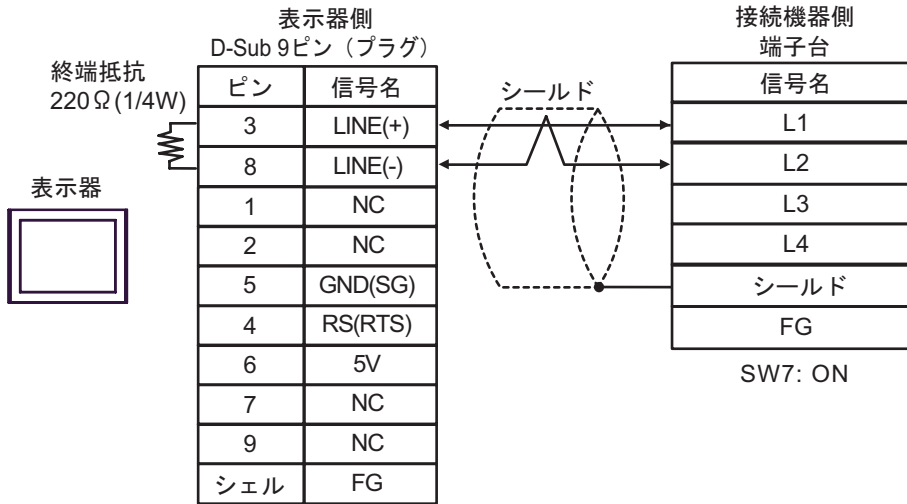 表示器側
D-Sub 9ピン（プラグ）
終端抵抗
220Ω(1/4W)
表示器
ピン 信号名
3 LINE(+)
8 LINE(-)
1 NC
2 NC
5 GND(SG)
4 RS(RTS)
6 5V
7 NC
9 NC
シェル FG
シールド
接続機器側
端子台
信号名
L1
L2
L3
L4
シールド
FG
SW7: ON